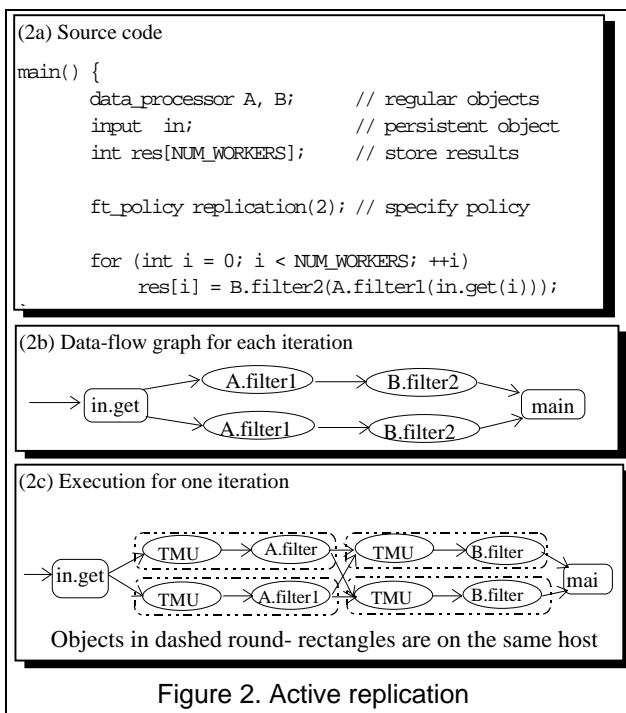 (2a) Source code
main() {
data_processor A, B; // regular objects
input in; // persistent object
int res[NUM_WORKERS]; // store results
ft_policy replication(2); // specify policy
for (int i = 0; i < NUM_WORKERS; ++i)
res[i] = B.filter2(A.filter1(in.get(i)));
(2b) Data-flow graph for each iteration
A.filter1 B.filter2
in.get main
A.filter1 B.filter2
(2c) Execution for one iteration
TMU A.filter TMU B.filter
in.get mai
TMU A.filter1 TMU B.filter
Objects in dashed round- rectangles are on the same host
Figure 2. Active replication